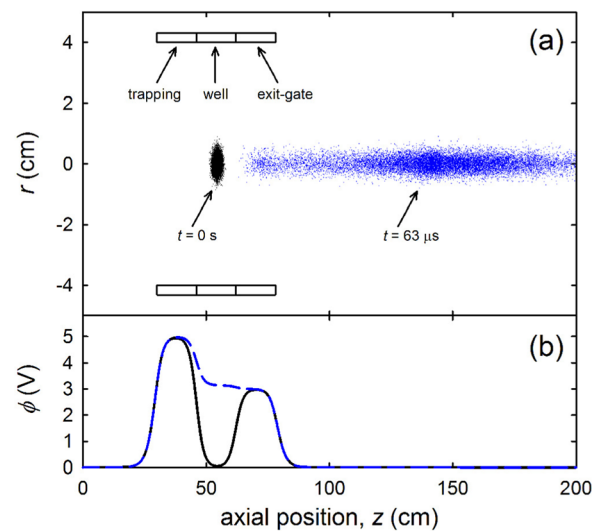 4
2
0
-2
-4
r (cm)
(a)
trapping well exit-gate
t = 0 s
t = 63 μs
5
4
3
2
1
0
ϕ (V)
(b)
0 50 100 150 200
axial position, z (cm)